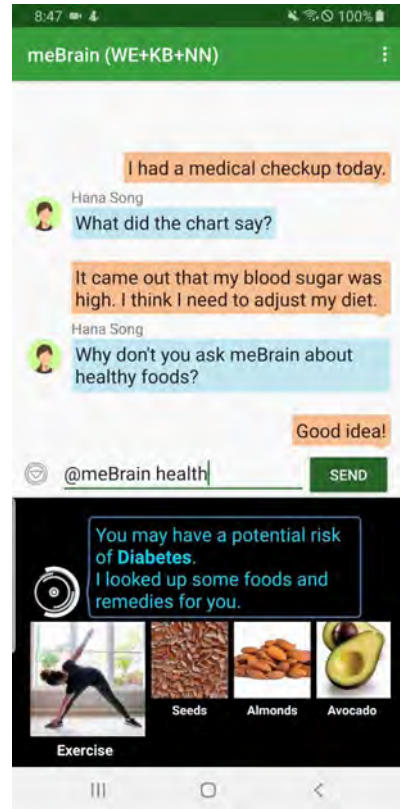 8:47 100%
meBrain (WE+KB+NN)
I had a medical checkup today.
Hana Song
What did the chart say?
It came out that my blood sugar was
high. I think I need to adjust my diet.
Hana Song
Why don't you ask meBrain about
healthy foods?
Good idea!
@meBrain health
SEND
You may have a potential risk
of Diabetes.
I looked up some foods and
remedies for you.
Seeds Almonds Avocado
Exercise